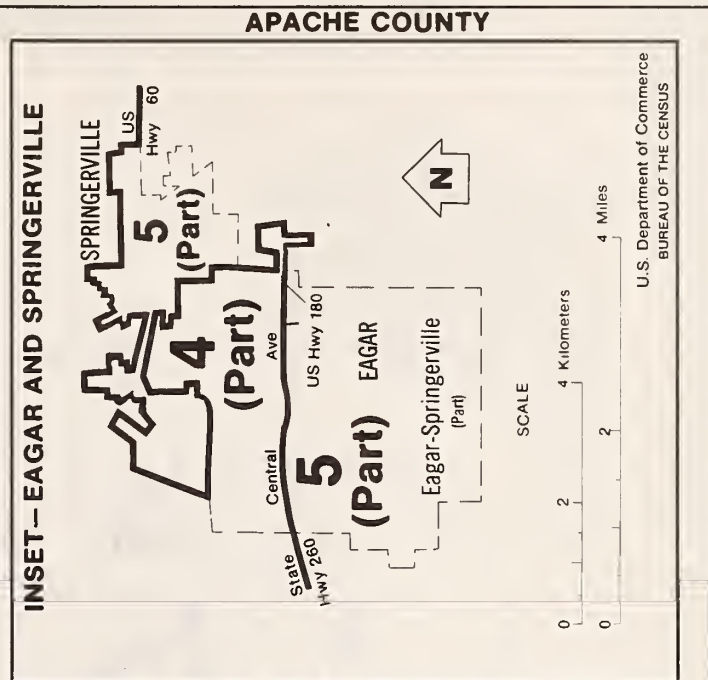 APACHE COUNTY
INSET—EAGAR AND SPRINGERVILLE
SPRINGERVILLE
US
Hwy 60
5
(Part)
4
(Part)
Central Ave
US Hwy 180
State
Hwy 260
5
(Part)
EAGAR
Eagar-Springerville
(Part)
N
SCALE
0 2 4 Kilometers
0 2 4 Miles
U.S. Department of Commerce
BUREAU OF THE CENSUS